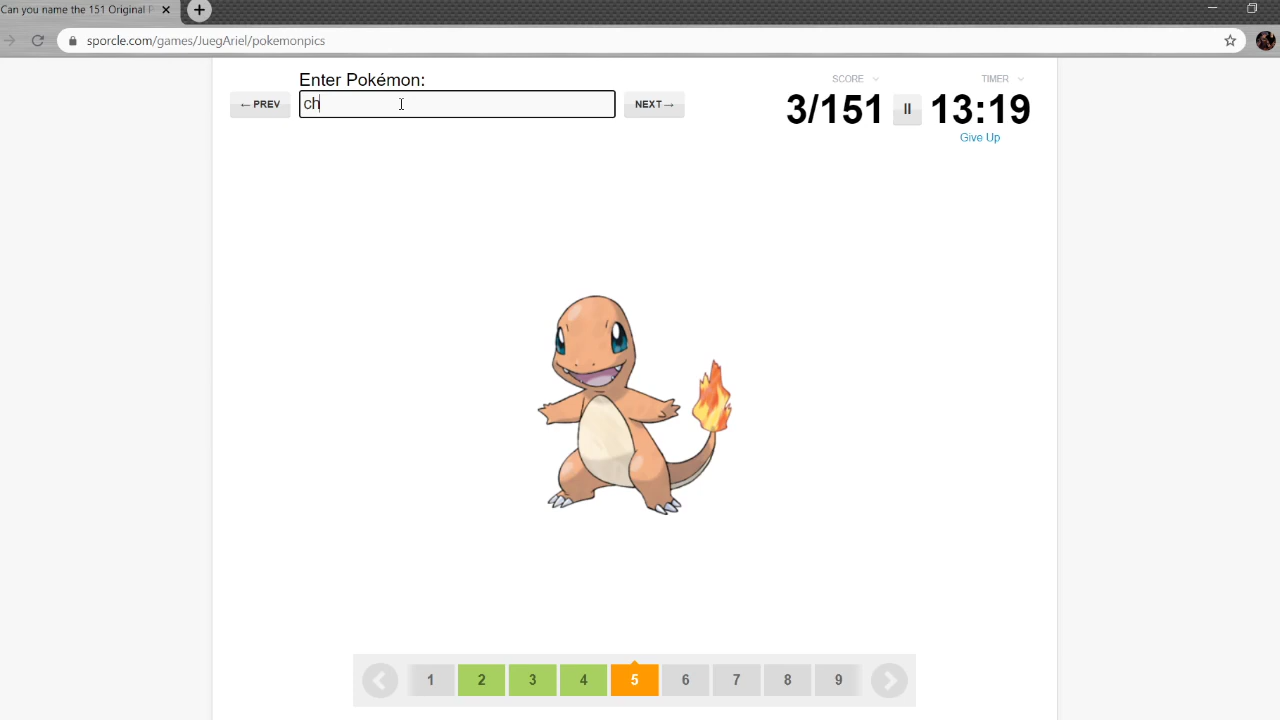 Can you name the 151 Original P
sporcle.com/games/JuegAriel/pokemonpics
Enter Pokémon:
← PREV
ch
NEXT →
SCORE
3/151
TIMER
13:19
Give Up
1 2 3 4 5 6 7 8 9